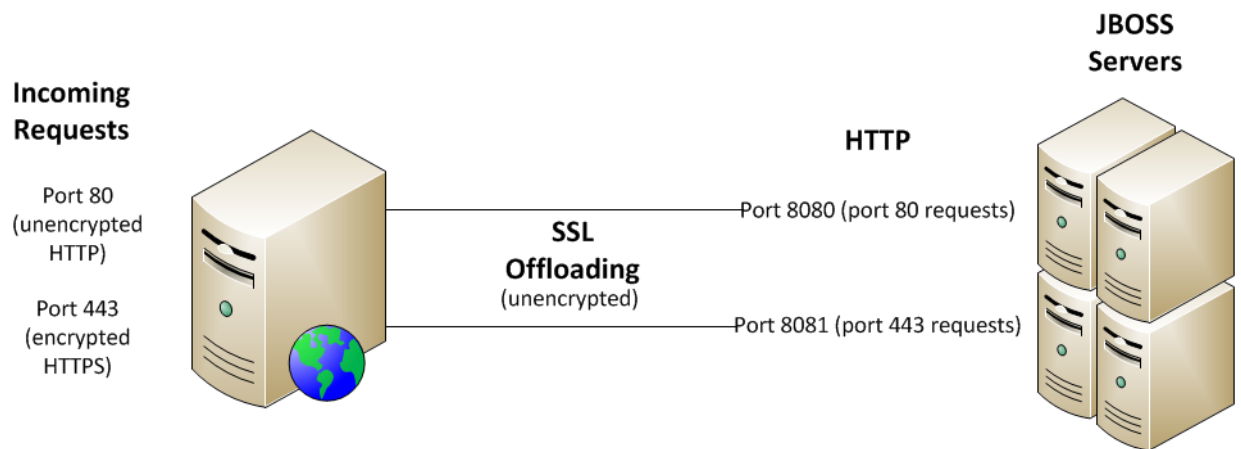 Incoming
Requests
Port 80
(unencrypted
HTTP)
Port 443
(encrypted
HTTPS)
SSL
Offloading
(unencrypted)
HTTP
Port 8080 (port 80 requests)
Port 8081 (port 443 requests)
JBOSS
Servers